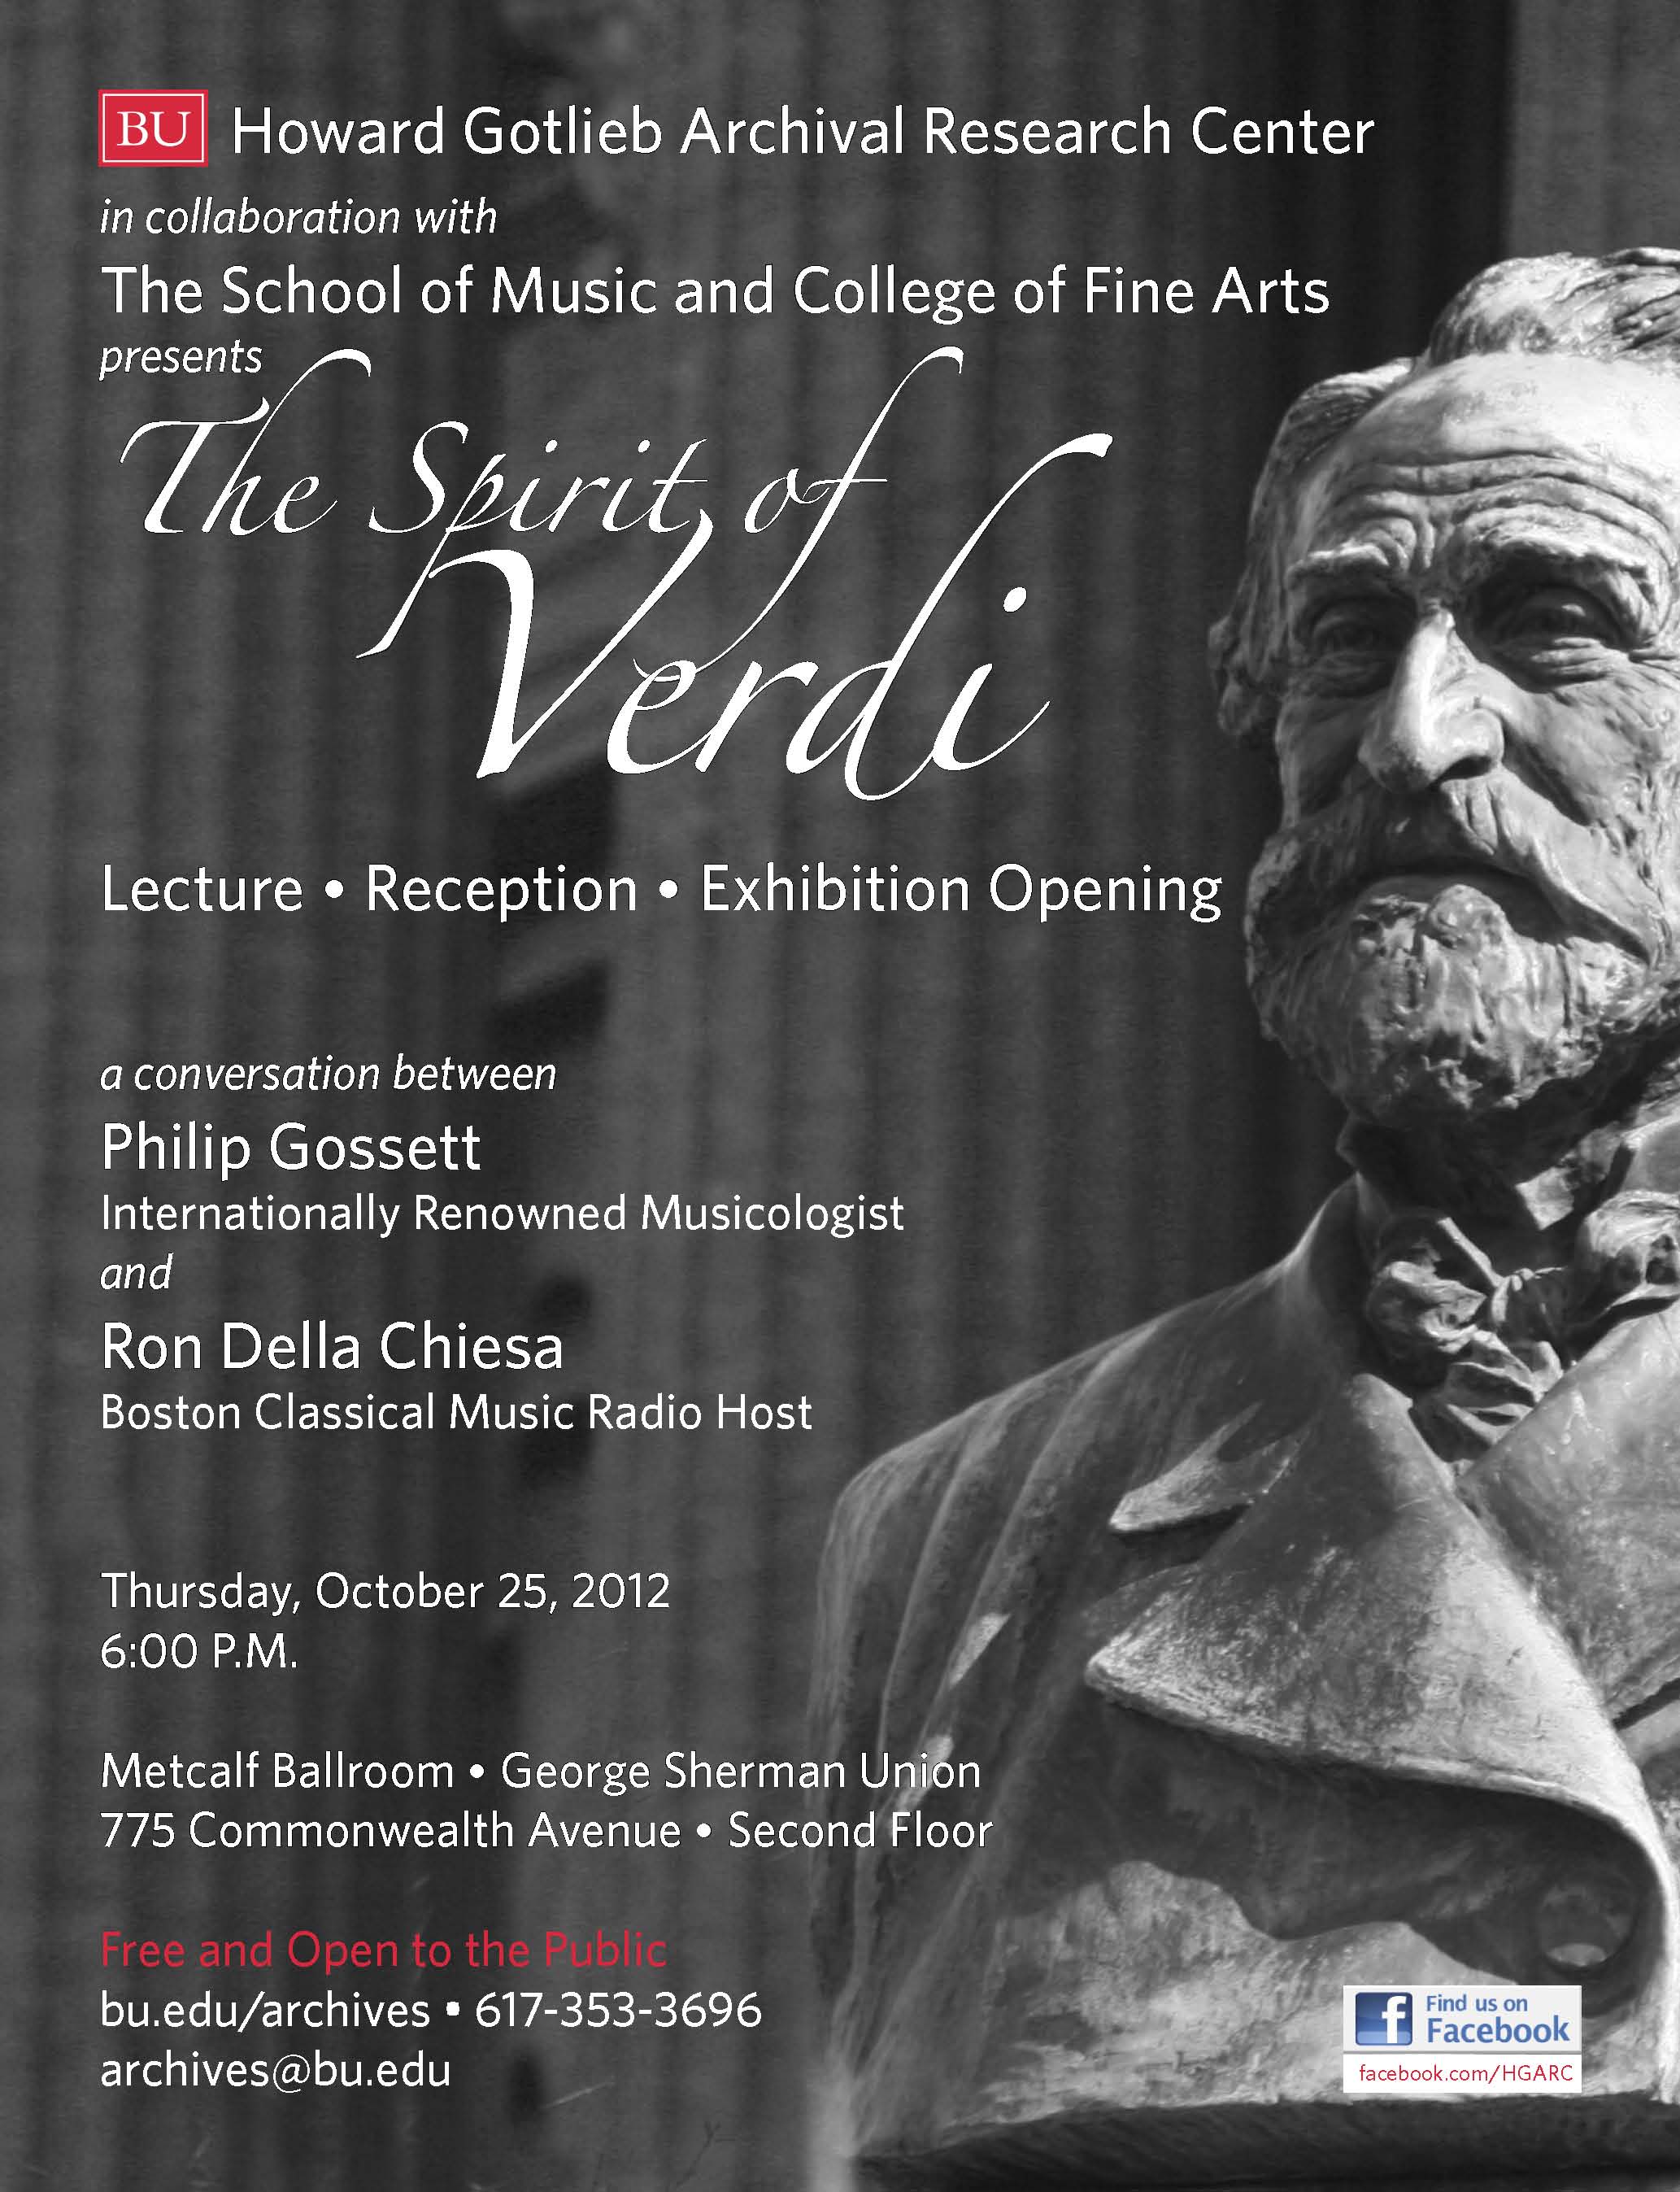 BU Howard Gotlieb Archival Research Center
in collaboration with
The School of Music and College of Fine Arts
presents
The Spirit of
Verdi
Lecture • Reception • Exhibition Opening
a conversation between
Philip Gossett
Internationally Renowned Musicologist
and
Ron Della Chiesa
Boston Classical Music Radio Host
Thursday, October 25, 2012
6:00 P.M.
Metcalf Ballroom • George Sherman Union
775 Commonwealth Avenue • Second Floor
Free and Open to the Public
bu.edu/archives • 617-353-3696
archives@bu.edu
f Find us on
Facebook
facebook.com/HGARC